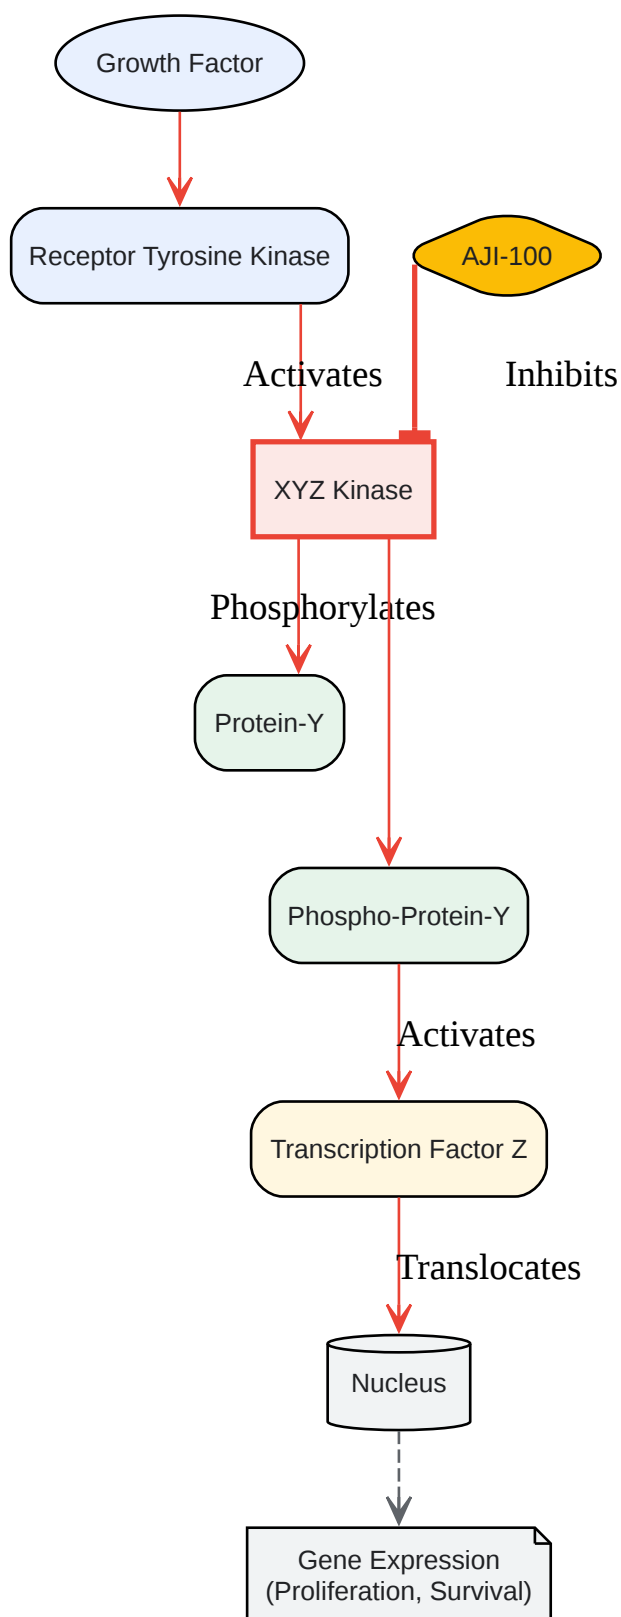 Growth Factor
Receptor Tyrosine Kinase
AJI-100
Activates
Inhibits
XYZ Kinase
Phosphorylates
Protein-Y
Phospho-Protein-Y
Activates
Transcription Factor Z
Translocates
Nucleus
Gene Expression
(Proliferation, Survival)